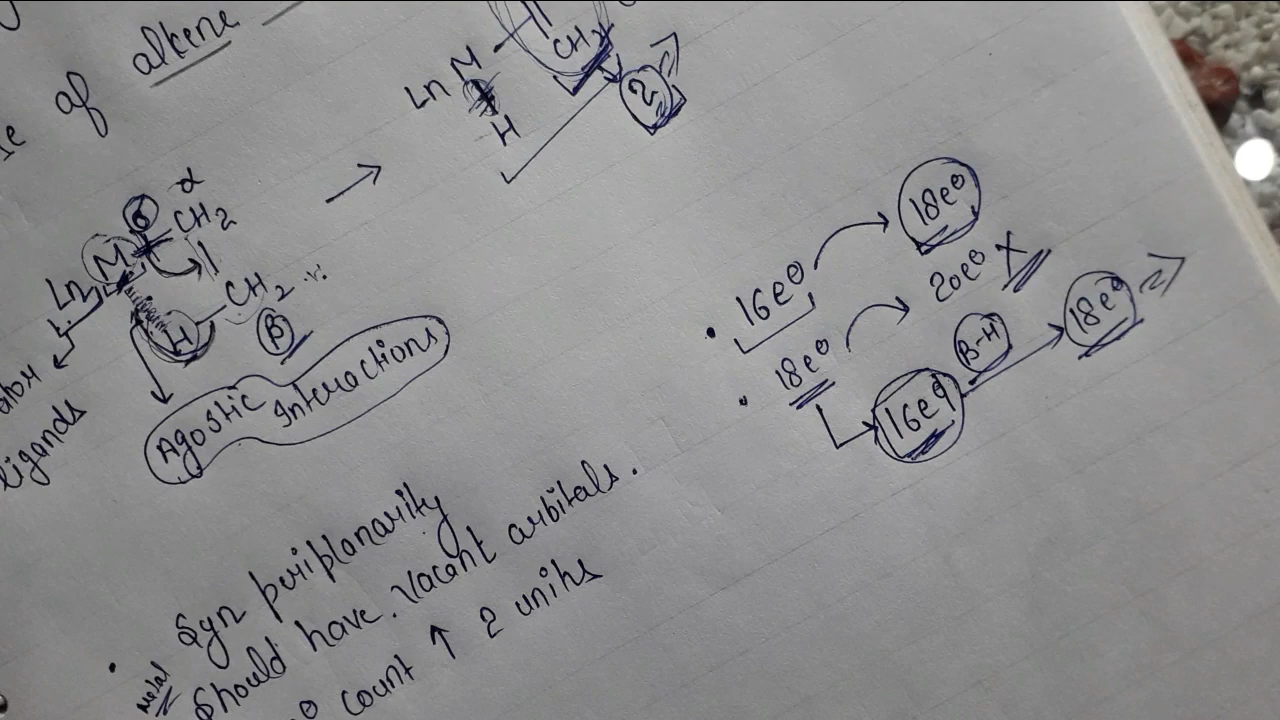 of alkene
Ln M
CH2
H
2
σ α
Ln M CH2
H CH2
β
ligands
Agostic Interactions
• 16e⊖ 18e⊖
• 18e⊖ 20e⊖ X
16e⊖ β-H 18e⊖
• Syn periplanarity
metal should have vacant orbitals.
e⊖ count ↑ 2 units